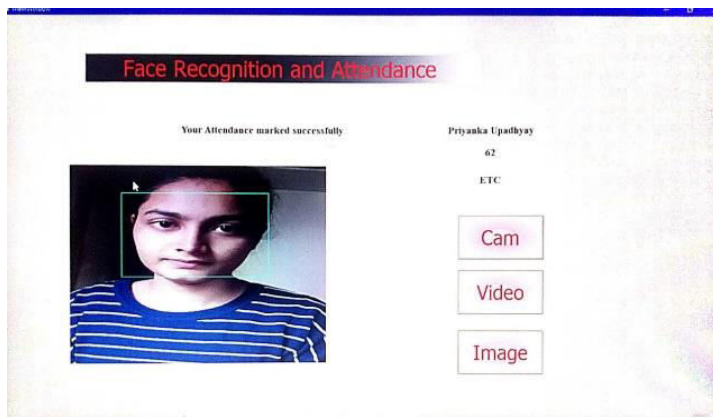 Face Recognition and Attendance
Your Attendance marked successfully
Priyanka Upadhyay
62
ETC
Cam
Video
Image